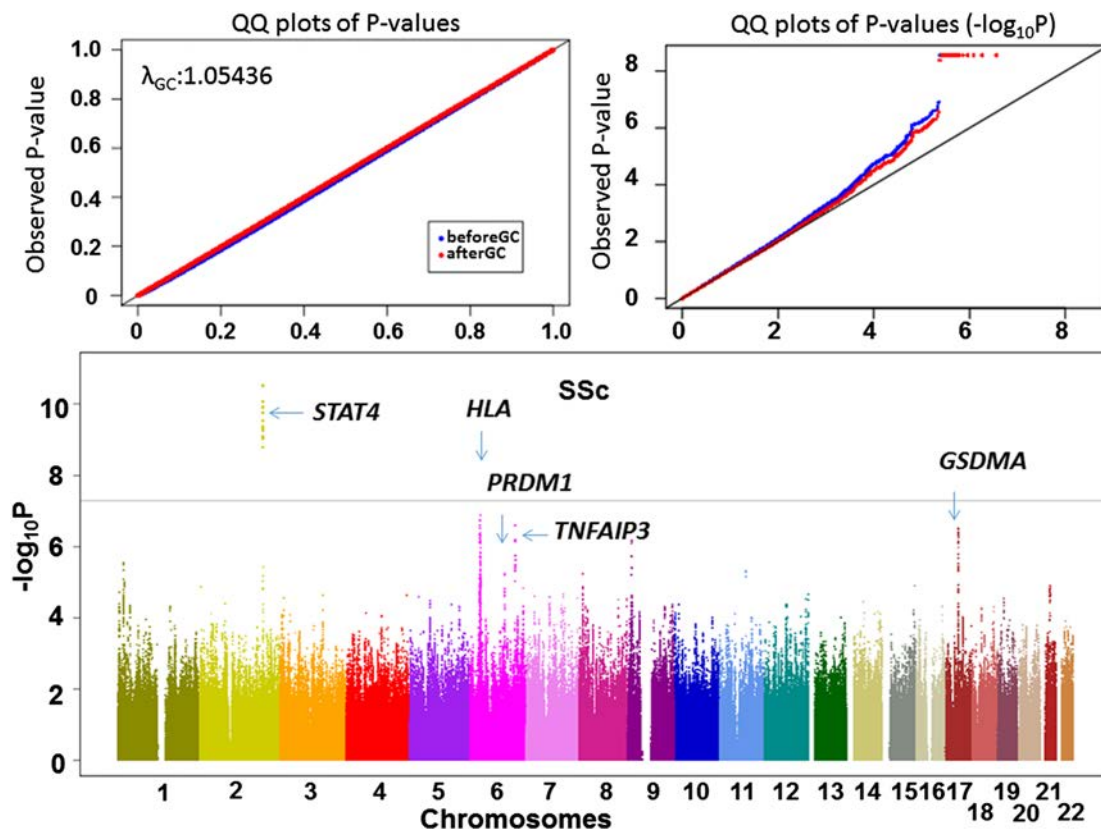 QQ plots of P-values
λGC:1.05436
Observed P-value
1.0
0.8
0.6
0.4
0.2
0
beforeGC
afterGC
0.0 0.2 0.4 0.6 0.8 1.0
QQ plots of P-values (-log10P)
Observed P-value
8
6
4
2
0
0 2 4 6 8
SSc
STAT4
HLA
PRDM1
TNFAIP3
GSDMA
-log10P
10
8
6
4
2
0
1 2 3 4 5 6 7 8 9 10 11 12 13 14 15 16 17 18 19 20 21 22
Chromosomes